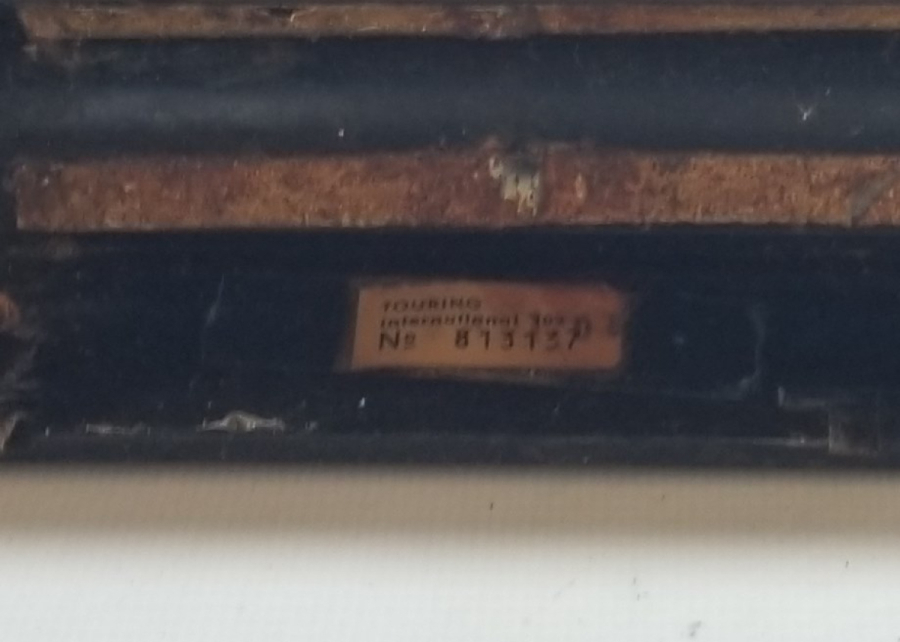 TOURING
International
Nº 813137